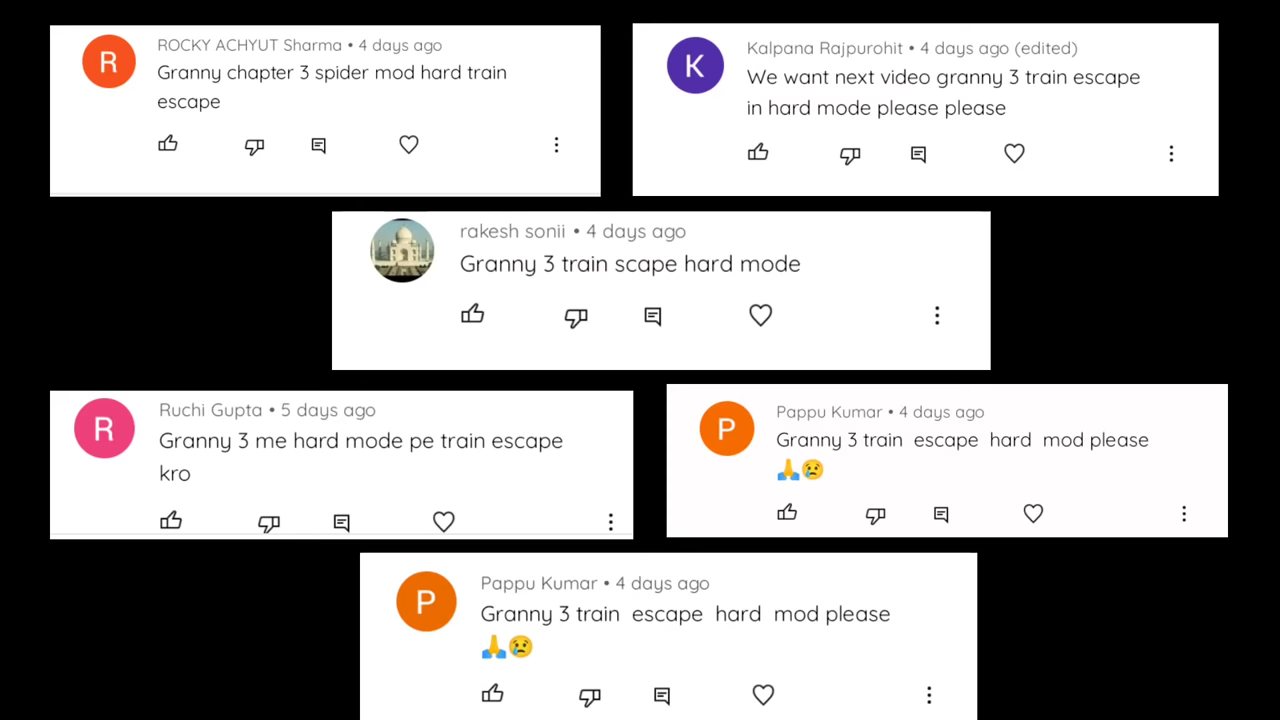 R
ROCKY ACHYUT Sharma • 4 days ago
Granny chapter 3 spider mod hard train
escape
K
Kalpana Rajpurohit • 4 days ago (edited)
We want next video granny 3 train escape
in hard mode please please
rakesh sonii • 4 days ago
Granny 3 train scape hard mode
R
Ruchi Gupta • 5 days ago
Granny 3 me hard mode pe train escape
kro
P
Pappu Kumar • 4 days ago
Granny 3 train escape hard mod please
🙏😢
P
Pappu Kumar • 4 days ago
Granny 3 train escape hard mod please
🙏😢